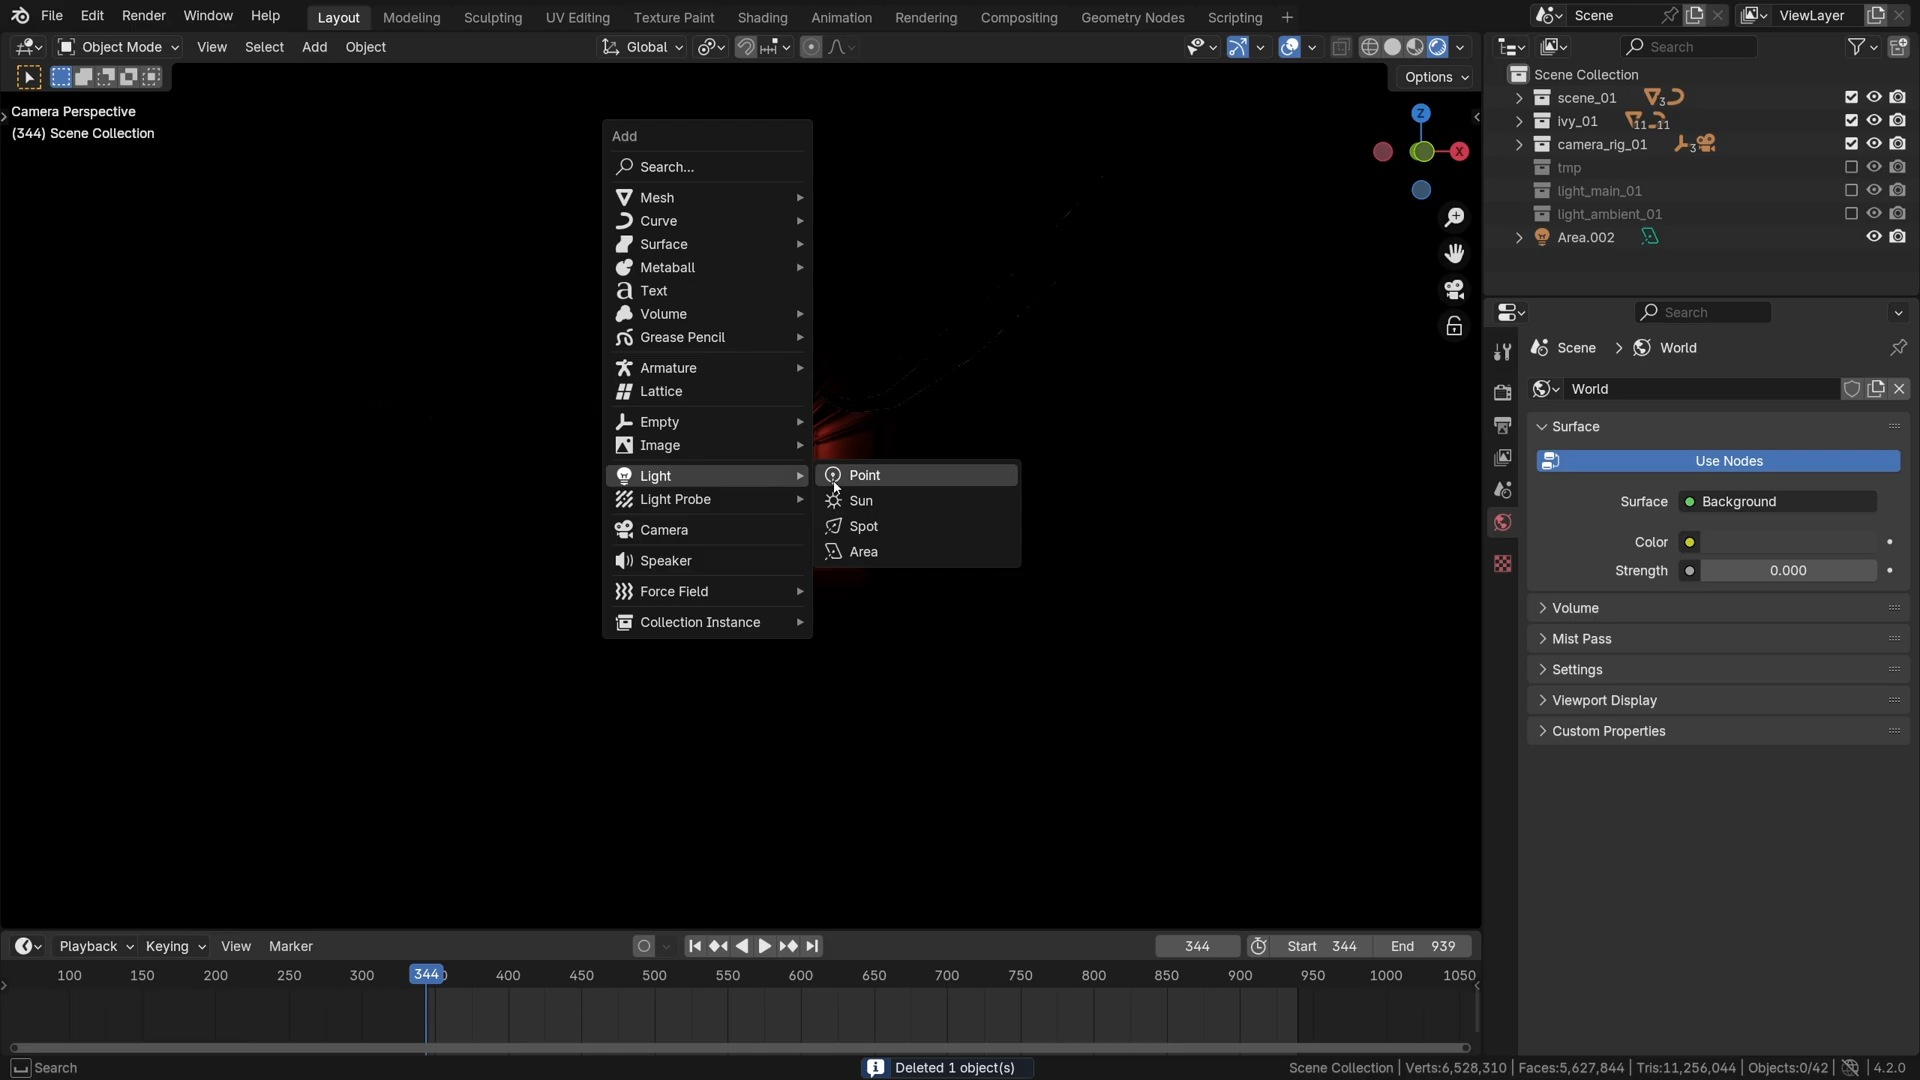 File Edit Render Window Help Layout Modeling Sculpting UV Editing Texture Paint Shading Animation Rendering Compositing Geometry Nodes Scripting + Scene ViewLayer
Object Mode View Select Add Object Global Search
Options
Camera Perspective
(344) Scene Collection
Z
X
Add
Search...
Mesh
Curve
Surface
Metaball
Text
Volume
Grease Pencil
Armature
Lattice
Empty
Image
Light
Light Probe
Camera
Speaker
Force Field
Collection Instance
Point
Sun
Spot
Area
Scene Collection
scene_01 3
ivy_01 11 11
camera_rig_01 3
tmp
light_main_01
light_ambient_01
Area.002
Search
Scene World
World
Surface
Use Nodes
Surface Background
Color
Strength 0.000
Volume
Mist Pass
Settings
Viewport Display
Custom Properties
Playback Keying View Marker 344 Start 344 End 939
100 150 200 250 300 344 400 450 500 550 600 650 700 750 800 850 900 950 1000 1050
Search Deleted 1 object(s) Scene Collection | Verts:6,528,310 | Faces:5,627,844 | Tris:11,256,044 | Objects:0/42 | 4.2.0